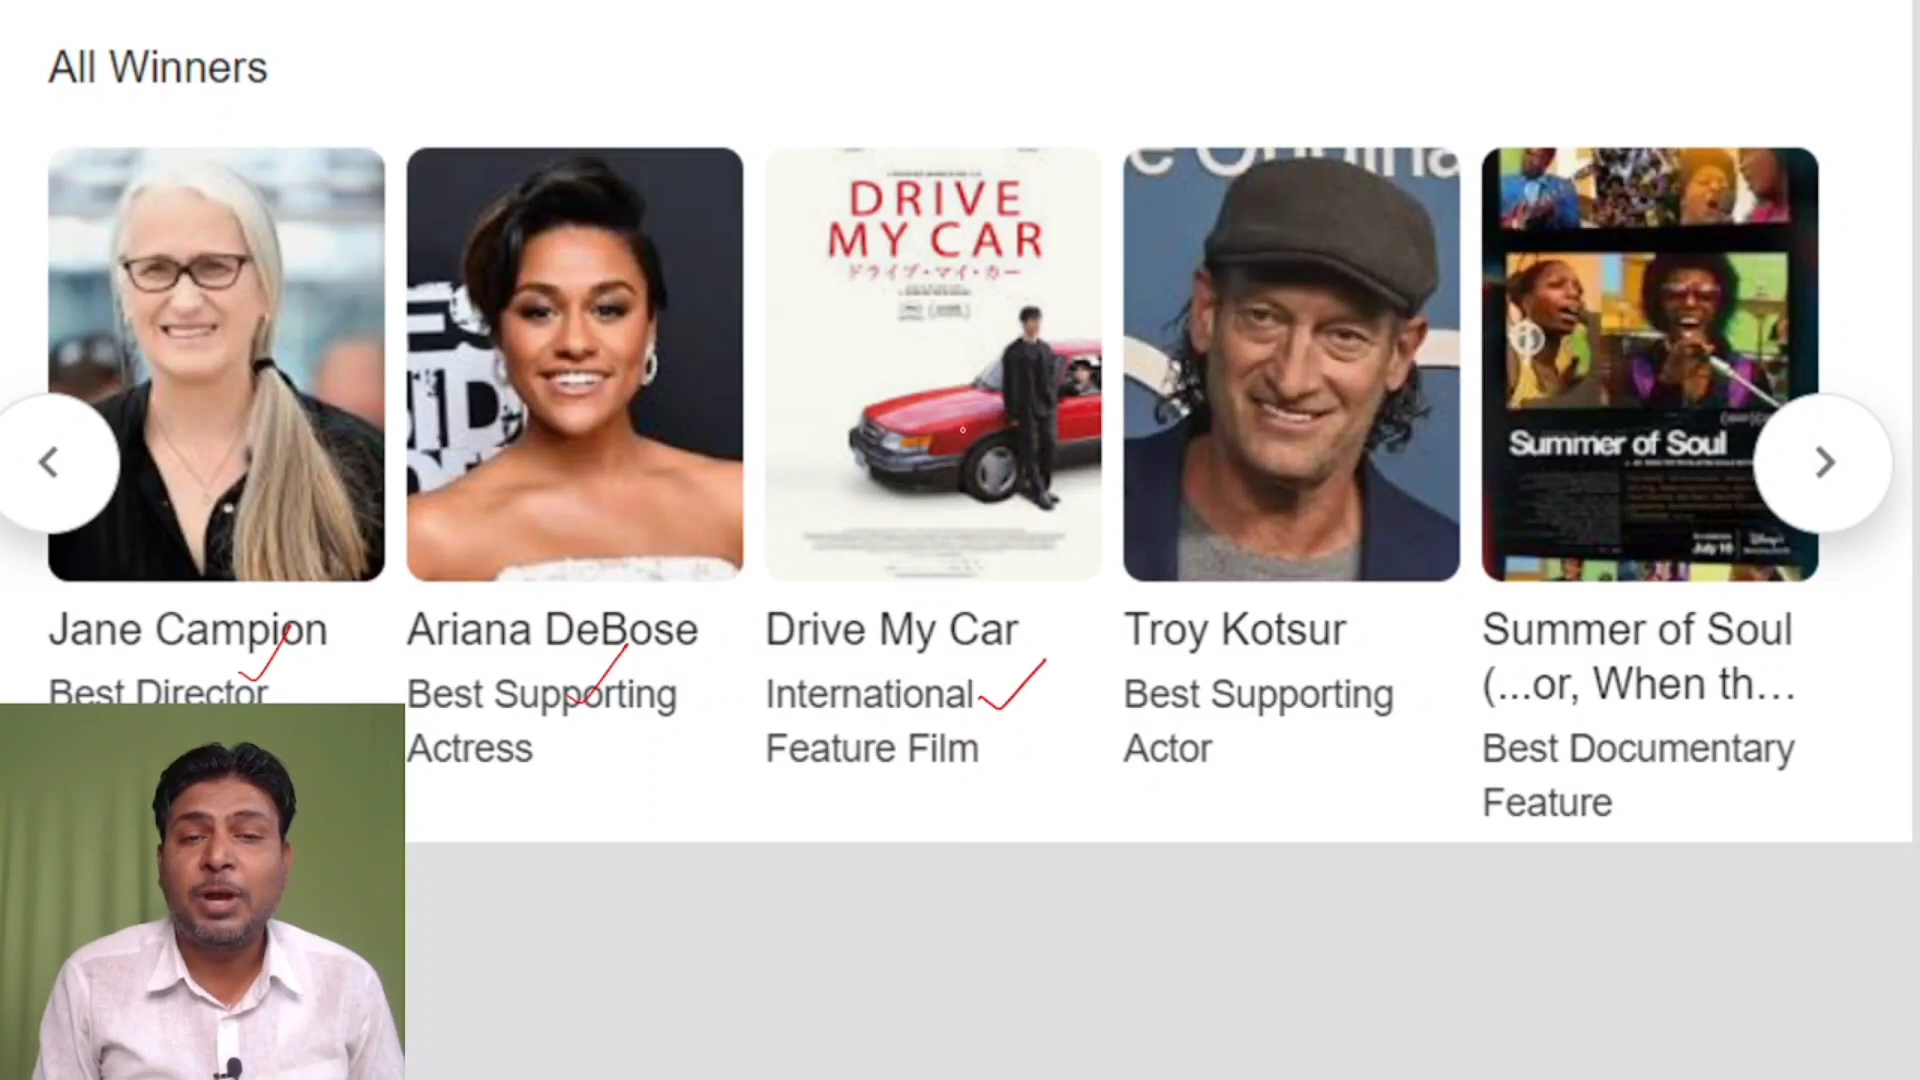 All Winners
DRIVE
MY CAR
ドライブ・マイ・カー
Summer of Soul
July
Jane Campion
Best Director
Ariana DeBose
Best Supporting
Actress
Drive My Car
International
Feature Film
Troy Kotsur
Best Supporting
Actor
Summer of Soul
(...or, When th...
Best Documentary
Feature